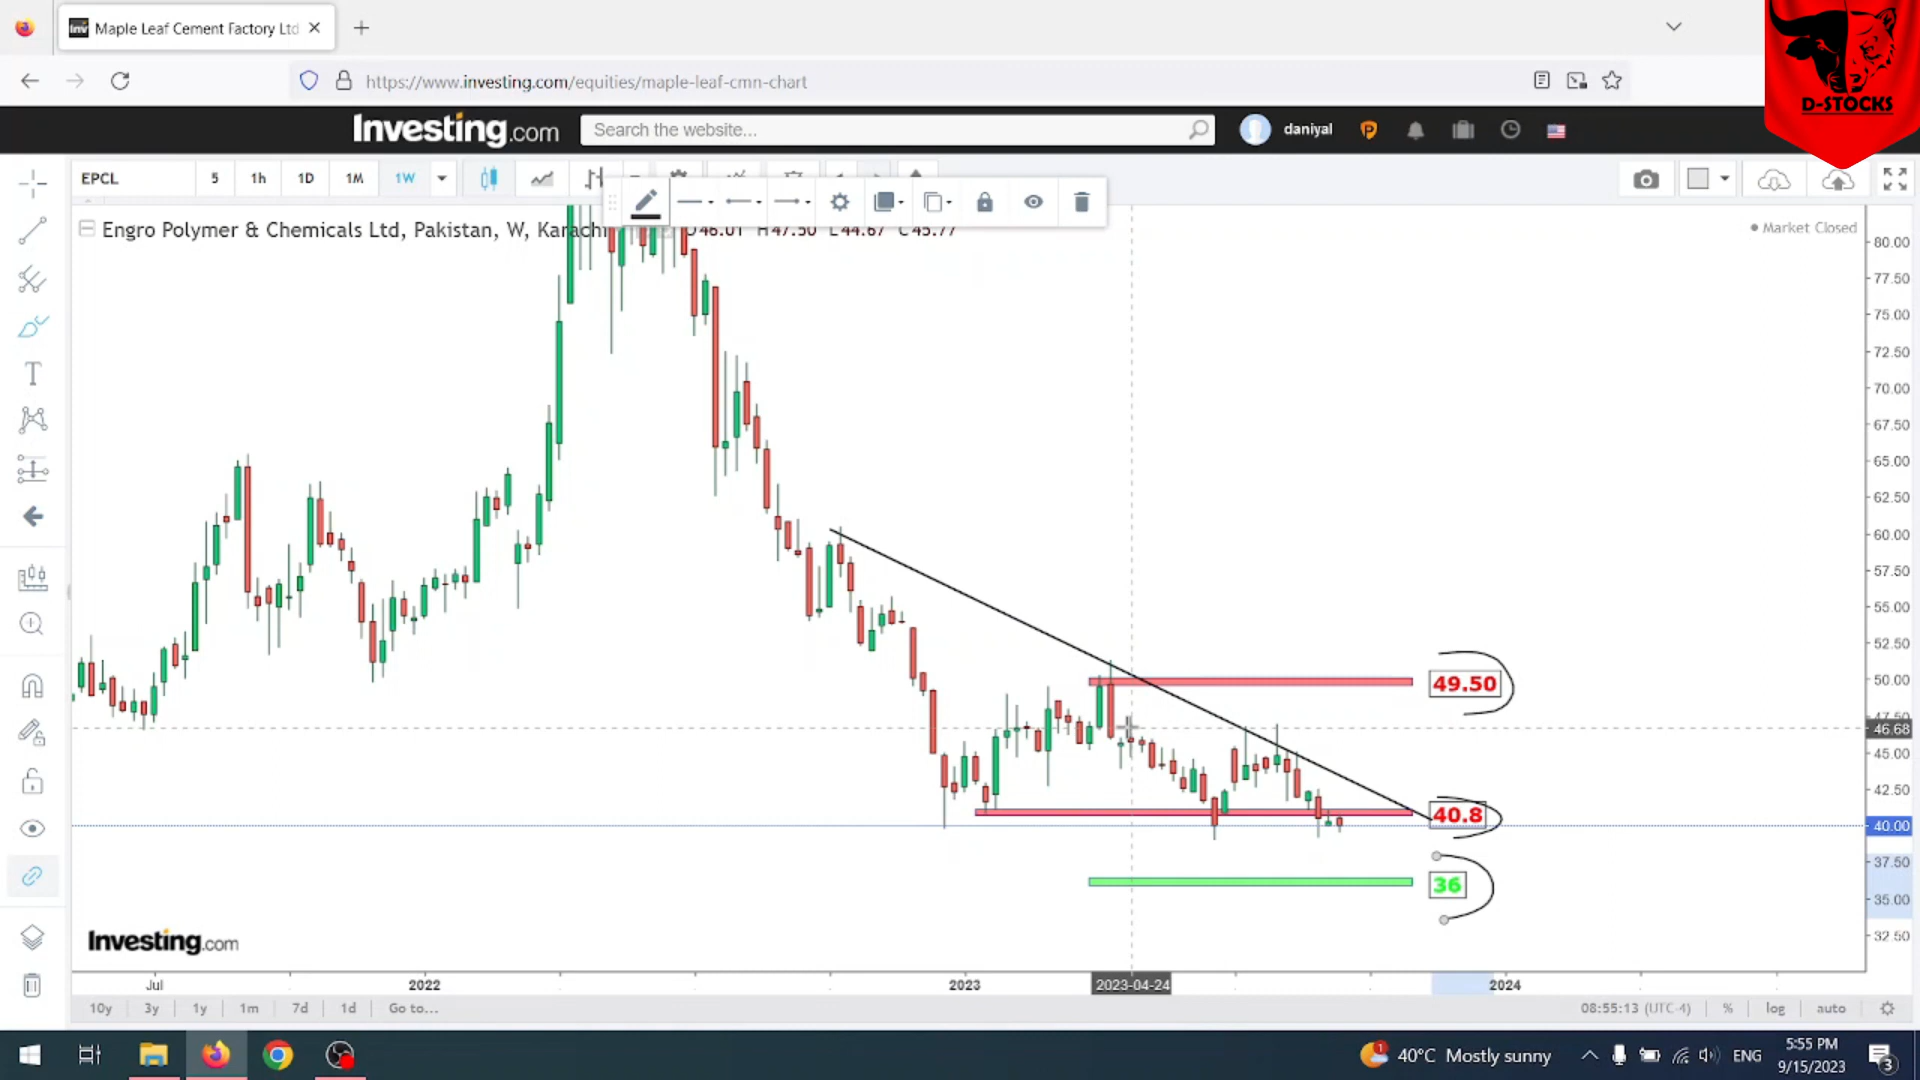 Maple Leaf Cement Factory Ltd
https://www.investing.com/equities/maple-leaf-cmn-chart
D-STOCKS
Investing.com
Search the website...
daniyal
EPCL
5
1h
1D
1M
1W
Engro Polymer & Chemicals Ltd, Pakistan, W, Karachi
O46.01 H47.50 L44.67 C45.77
Market Closed
80.00
77.50
75.00
72.50
70.00
67.50
65.00
62.50
60.00
57.50
55.00
52.50
50.00
49.50
47.50
46.68
45.00
42.50
40.8
40.00
37.50
36
35.00
32.50
Investing.com
Jul
2022
2023
2023-04-24
2024
10y
3y
1y
1m
7d
1d
Go to...
08:55:13 (UTC-4)
%
log
auto
1
40°C Mostly sunny
ENG
5:55 PM
9/15/2023
3